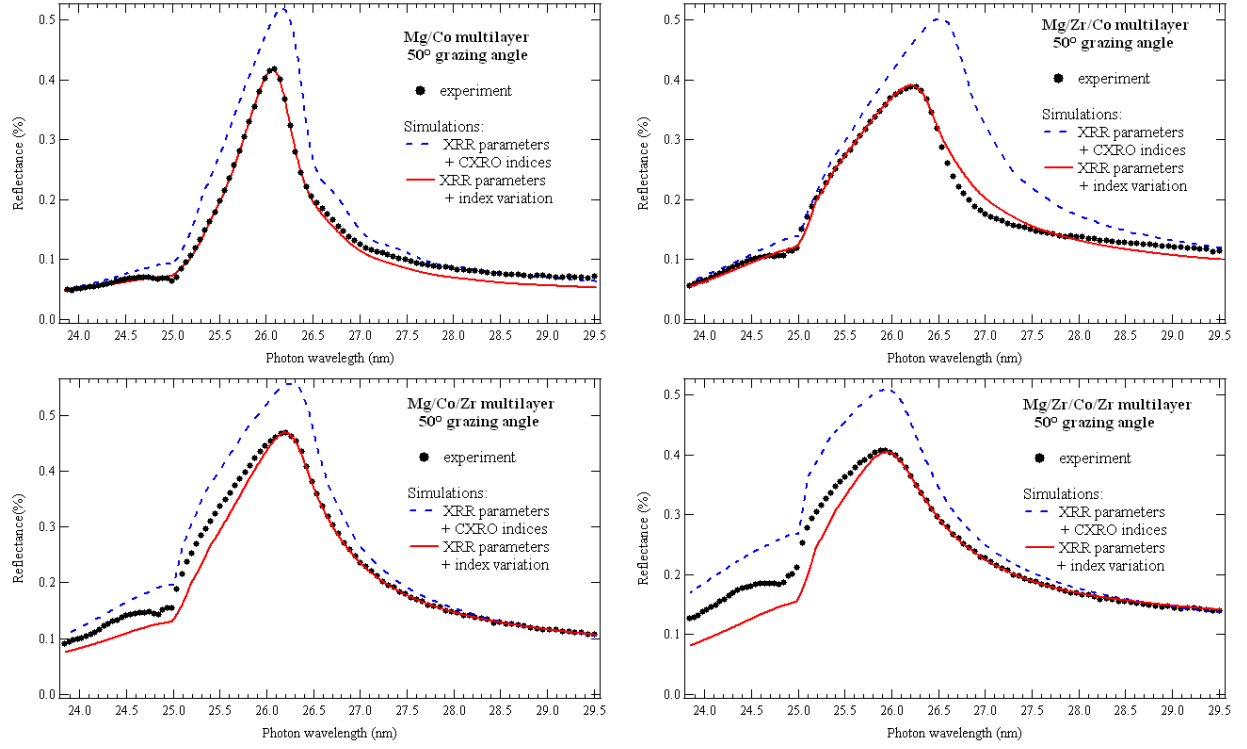 0.5
0.4
0.3
0.2
0.1
0.0
Reflectance (%)
Mg/Co multilayer
50° grazing angle
experiment
Simulations:
XRR parameters
+ CXRO indices
XRR parameters
+ index variation
24.0 24.5 25.0 25.5 26.0 26.5 27.0 27.5 28.0 28.5 29.0 29.5
Photon wavelegth (nm)
0.5
0.4
0.3
0.2
0.1
0.0
Reflectance (%)
Mg/Zr/Co multilayer
50° grazing angle
experiment
Simulations:
XRR parameters
+ CXRO indices
XRR parameters
+ index variation
24.0 24.5 25.0 25.5 26.0 26.5 27.0 27.5 28.0 28.5 29.0 29.5
Photon wavelength (nm)
0.5
0.4
0.3
0.2
0.1
0.0
Reflectance(%)
Mg/Co/Zr multilayer
50° grazing angle
experiment
Simulations:
XRR parameters
+ CXRO indices
XRR parameters
+ index variation
24.0 24.5 25.0 25.5 26.0 26.5 27.0 27.5 28.0 28.5 29.0 29.5
Photon wavelength (nm)
0.5
0.4
0.3
0.2
0.1
0.0
Reflectance(%)
Mg/Zr/Co/Zr multilayer
50° grazing angle
experiment
Simulations:
XRR parameters
+ CXRO indices
XRR parameters
+ index variation
24.0 24.5 25.0 25.5 26.0 26.5 27.0 27.5 28.0 28.5 29.0 29.5
Photon wavelength (nm)